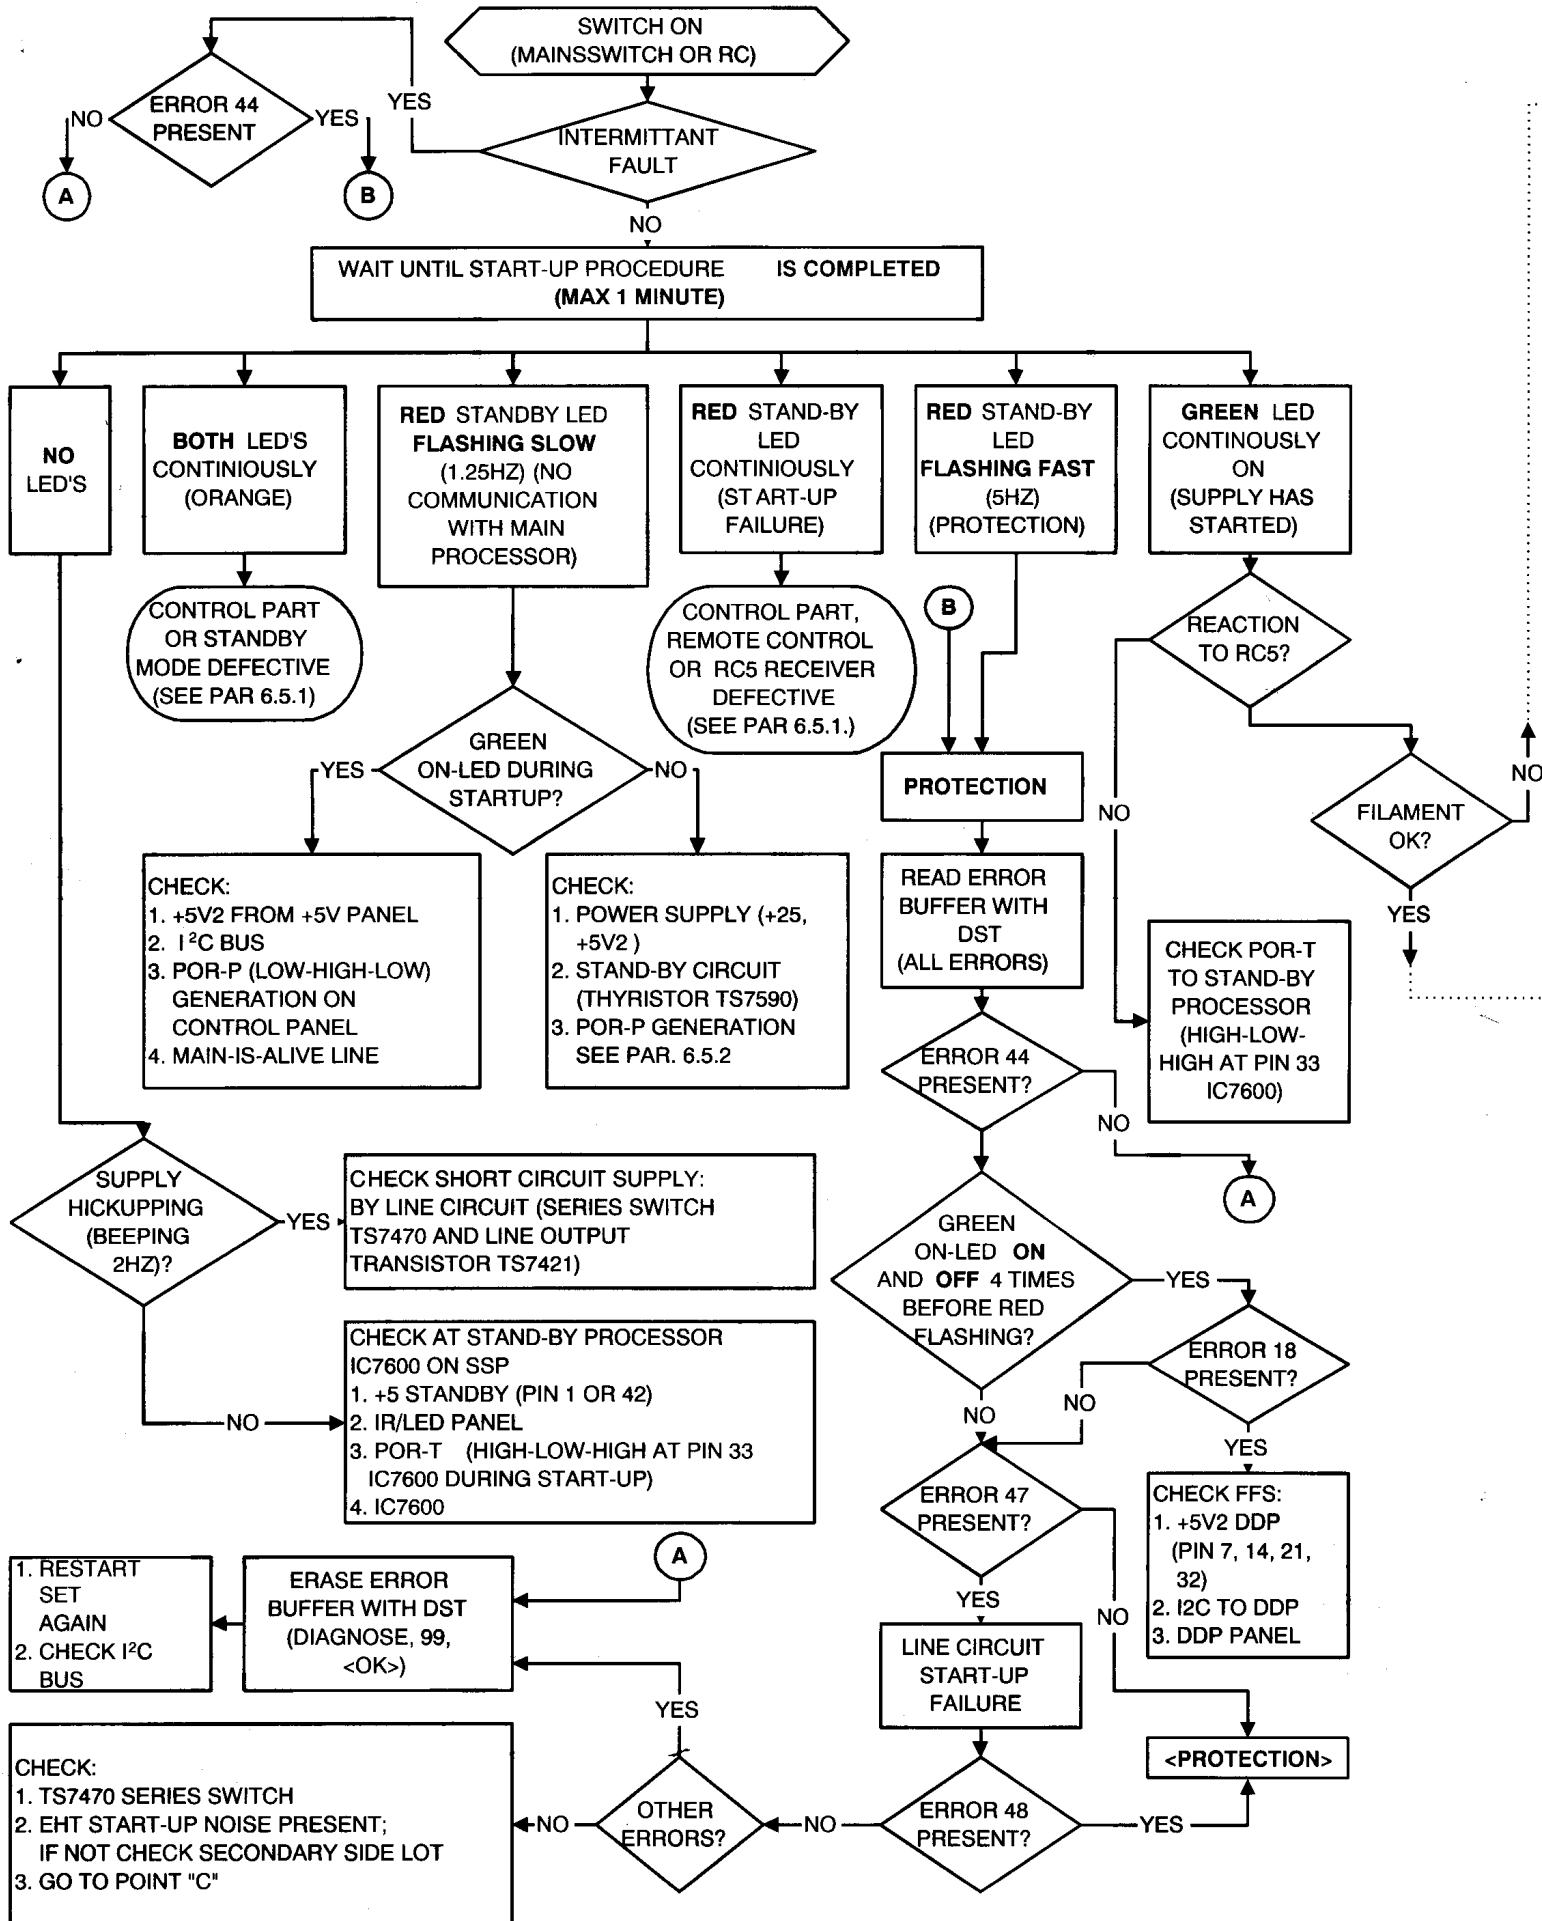 SWITCH ON
(MAINSSWITCH OR RC)
ERROR 44
PRESENT
NO
YES
YES
A
B
INTERMITTANT
FAULT
NO
WAIT UNTIL START-UP PROCEDURE IS COMPLETED
(MAX 1 MINUTE)
NO
LED'S
BOTH LED'S
CONTINIOUSLY
(ORANGE)
RED STANDBY LED
FLASHING SLOW
(1.25HZ) (NO
COMMUNICATION
WITH MAIN
PROCESSOR)
RED STAND-BY
LED
CONTINIOUSLY
(START-UP
FAILURE)
RED STAND-BY
LED
FLASHING FAST
(5HZ)
(PROTECTION)
GREEN LED
CONTINOUSLY
ON
(SUPPLY HAS
STARTED)
CONTROL PART
OR STANDBY
MODE DEFECTIVE
(SEE PAR 6.5.1)
CONTROL PART,
REMOTE CONTROL
OR RC5 RECEIVER
DEFECTIVE
(SEE PAR 6.5.1.)
B
REACTION
TO RC5?
GREEN
ON-LED DURING
STARTUP?
YES
NO
PROTECTION
NO
FILAMENT
OK?
NO
YES
CHECK:
1. +5V2 FROM +5V PANEL
2. I²C BUS
3. POR-P (LOW-HIGH-LOW)
GENERATION ON
CONTROL PANEL
4. MAIN-IS-ALIVE LINE
CHECK:
1. POWER SUPPLY (+25,
+5V2 )
2. STAND-BY CIRCUIT
(THYRISTOR TS7590)
3. POR-P GENERATION
SEE PAR. 6.5.2
READ ERROR
BUFFER WITH
DST
(ALL ERRORS)
CHECK POR-T
TO STAND-BY
PROCESSOR
(HIGH-LOW-
HIGH AT PIN 33
IC7600)
ERROR 44
PRESENT?
NO
A
SUPPLY
HICKUPPING
(BEEPING
2HZ)?
YES
CHECK SHORT CIRCUIT SUPPLY:
BY LINE CIRCUIT (SERIES SWITCH
TS7470 AND LINE OUTPUT
TRANSISTOR TS7421)
GREEN
ON-LED ON
AND OFF 4 TIMES
BEFORE RED
FLASHING?
YES
NO
ERROR 18
PRESENT?
NO
YES
NO
CHECK AT STAND-BY PROCESSOR
IC7600 ON SSP
1. +5 STANDBY (PIN 1 OR 42)
2. IR/LED PANEL
3. POR-T (HIGH-LOW-HIGH AT PIN 33
IC7600 DURING START-UP)
4. IC7600
ERROR 47
PRESENT?
YES
NO
CHECK FFS:
1. +5V2 DDP
(PIN 7, 14, 21,
32)
2. I2C TO DDP
3. DDP PANEL
1. RESTART
SET
AGAIN
2. CHECK I²C
BUS
ERASE ERROR
BUFFER WITH DST
(DIAGNOSE, 99,
<OK>)
A
YES
LINE CIRCUIT
START-UP
FAILURE
<PROTECTION>
CHECK:
1. TS7470 SERIES SWITCH
2. EHT START-UP NOISE PRESENT;
IF NOT CHECK SECONDARY SIDE LOT
3. GO TO POINT "C"
NO
OTHER
ERRORS?
NO
ERROR 48
PRESENT?
YES